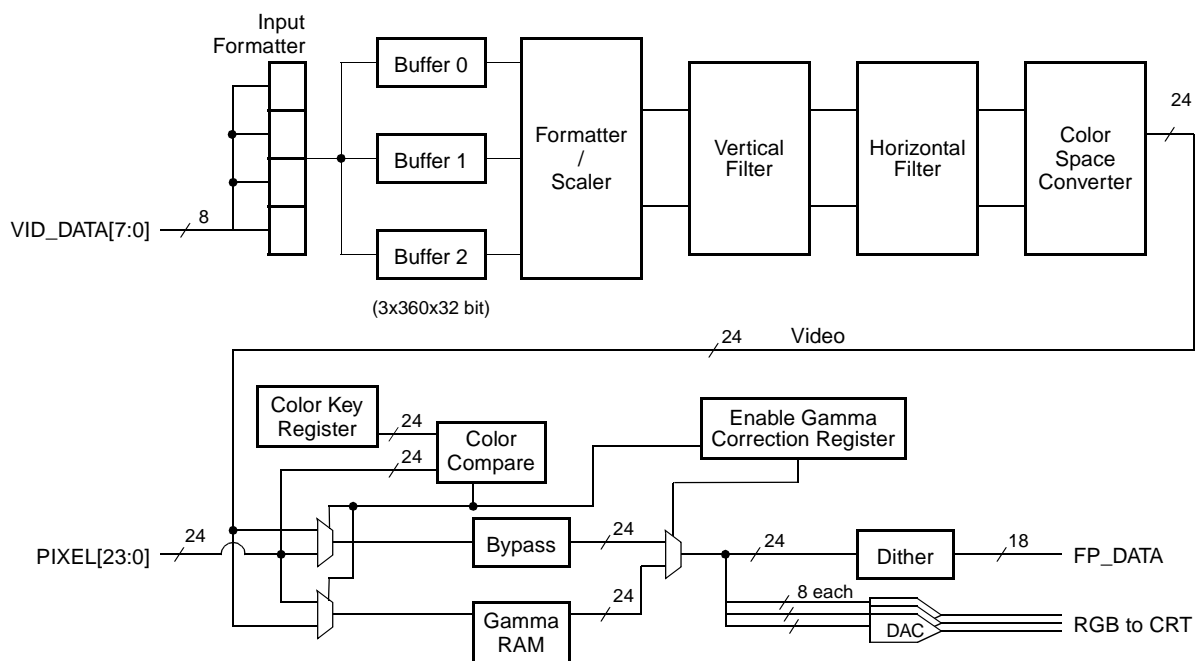 Input
Formatter
Buffer 0
Buffer 1
Buffer 2
(3x360x32 bit)
Formatter
/
Scaler
Vertical
Filter
Horizontal
Filter
Color
Space
Converter
24
VID_DATA[7:0]
8
24
Video
Color Key
Register
24
Color
Compare
24
Enable Gamma
Correction Register
PIXEL[23:0]
24
Bypass
24
24
Dither
18
FP_DATA
Gamma
RAM
24
8 each
DAC
RGB to CRT